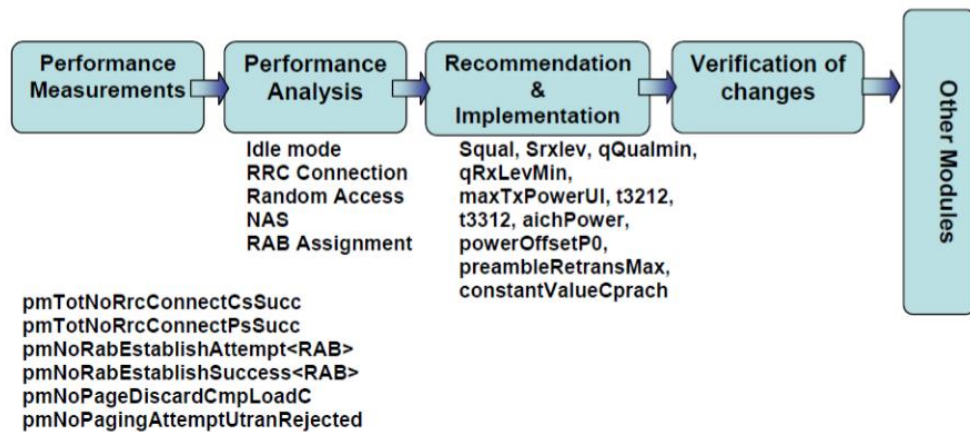 Performance
Measurements
Performance
Analysis
Recommendation
&
Implementation
Verification of
changes
Other Modules
Idle mode
RRC Connection
Random Access
NAS
RAB Assignment
Squal, Srxlev, qQualmin,
qRxLevMin,
maxTxPowerUl, t3212,
t3312, aichPower,
powerOffsetP0,
preambleRetransMax,
constantValueCprach
pmTotNoRrcConnectCsSucc
pmTotNoRrcConnectPsSucc
pmNoRabEstablishAttempt<RAB>
pmNoRabEstablishSuccess<RAB>
pmNoPageDiscardCmpLoadC
pmNoPagingAttemptUtranRejected